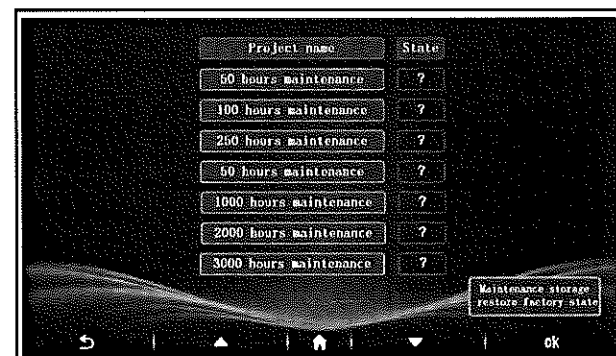 Project name State
50 hours maintenance ?
100 hours maintenance ?
250 hours maintenance ?
50 hours maintenance ?
1000 hours maintenance ?
2000 hours maintenance ?
3000 hours maintenance ?
Maintenance storage
restore factory state
ok